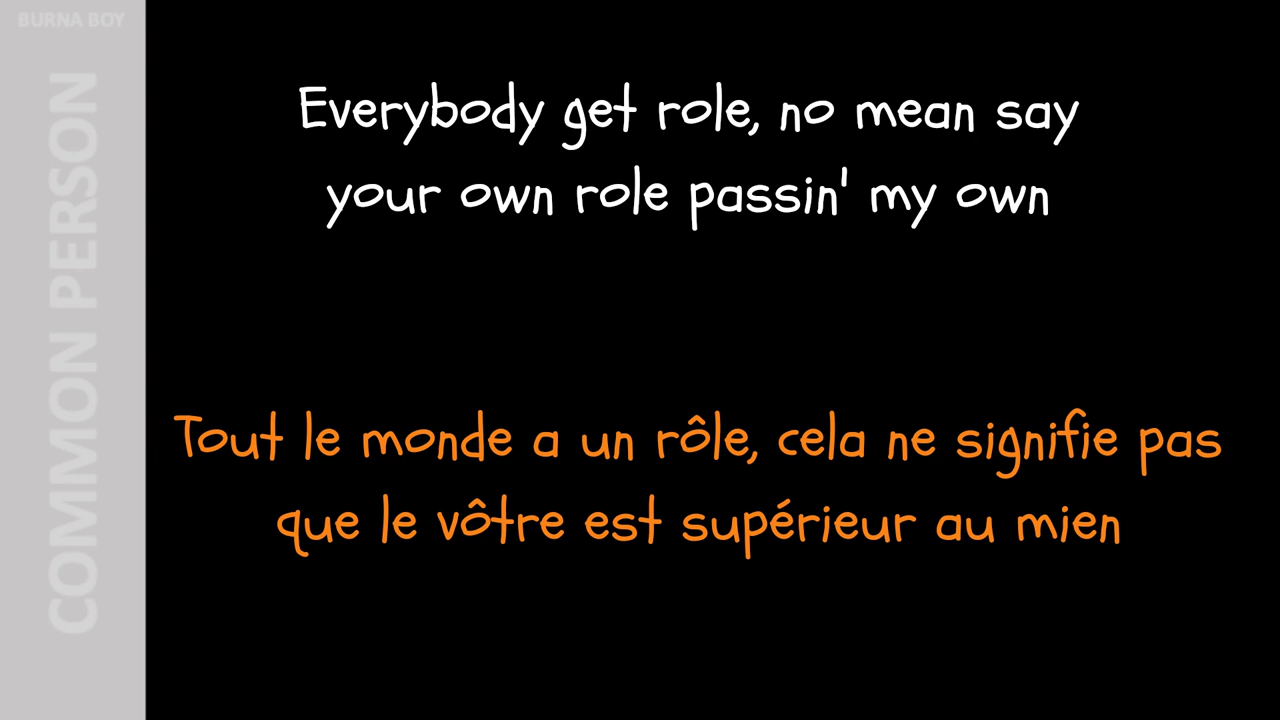 BURNA BOY
COMMON PERSON
Everybody get role, no mean say
your own role passin' my own
Tout le monde a un rôle, cela ne signifie pas
que le vôtre est supérieur au mien